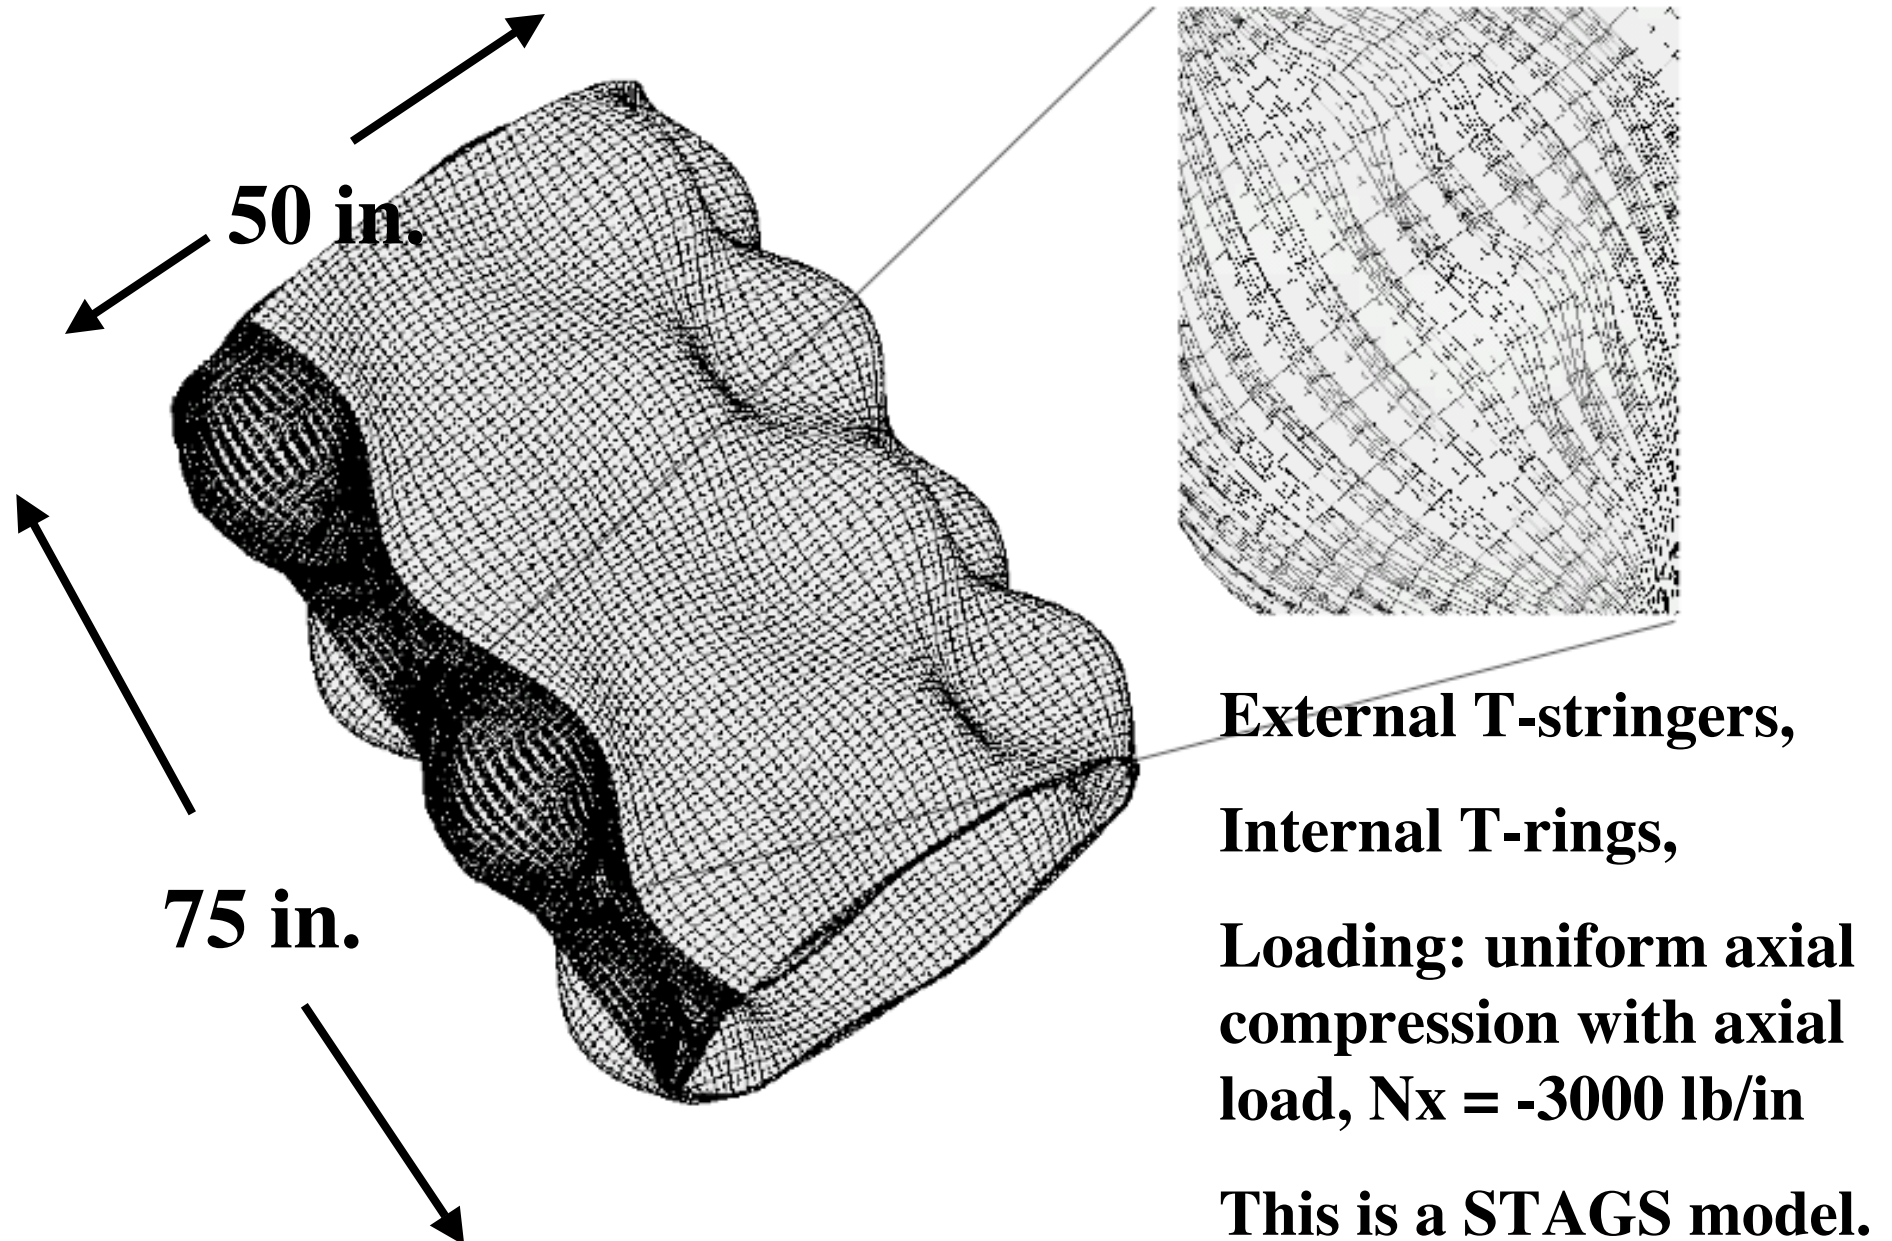 50 in.
75 in.
External T-stringers,
Internal T-rings,
Loading: uniform axial
compression with axial
load, Nx = -3000 lb/in
This is a STAGS model.